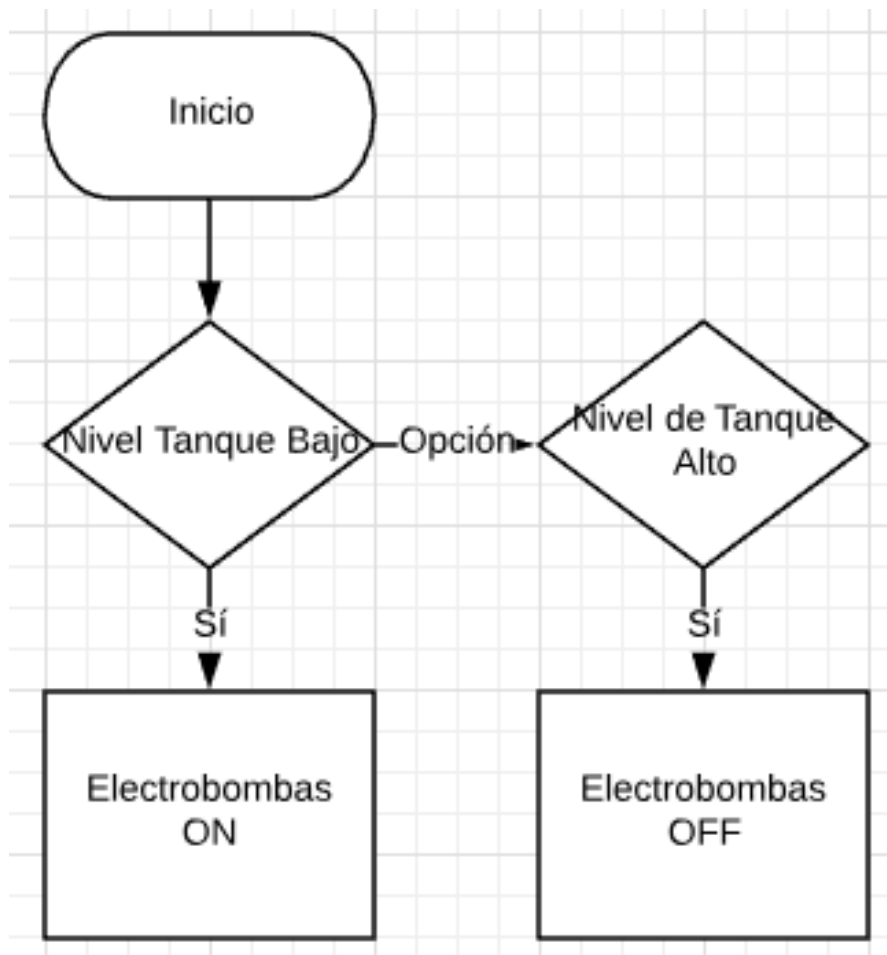 Inicio
Nivel Tanque Bajo
Opción
Nivel de Tanque
Alto
Sí
Sí
Electrobombas
ON
Electrobombas
OFF